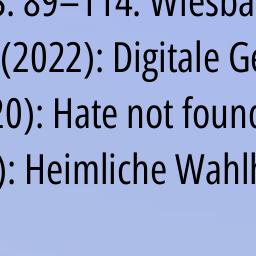 S. 89–114. Wiesba
(2022): Digitale Ge
20): Hate not found
): Heimliche Wahlh